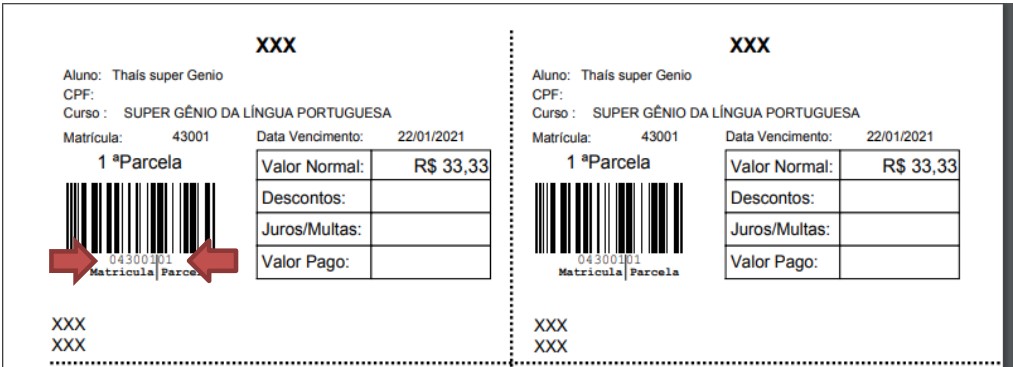 XXX
Aluno: Thaís super Genio
CPF:
Curso : SUPER GÊNIO DA LÍNGUA PORTUGUESA
Matrícula: 43001 Data Vencimento: 22/01/2021
1 ªParcela
Valor Normal: R$ 33,33
Descontos:
Juros/Multas:
Valor Pago:
04300101
Matricula Parcela
XXX
XXX
XXX
Aluno: Thaís super Genio
CPF:
Curso : SUPER GÊNIO DA LÍNGUA PORTUGUESA
Matrícula: 43001 Data Vencimento: 22/01/2021
1 ªParcela
Valor Normal: R$ 33,33
Descontos:
Juros/Multas:
Valor Pago:
04300101
Matricula Parcela
XXX
XXX